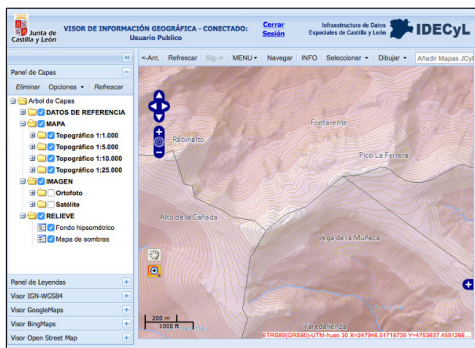 Junta de
Castilla y León
VISOR DE INFORMACIÓN GEOGRÁFICA - CONECTADO:
Usuario Publico
Cerrar
Sesión
Infraestructura de Datos
Espaciales de Castilla y León
IDECyL
<-Ant. Refrescar Sig.-> MENU Navegar INFO Seleccionar Dibujar Añadir Mapas JCyL
Panel de Capas
Eliminar Opciones Refrescar
Arbol de Capas
DATOS DE REFERENCIA
MAPA
Topográfico 1:1.000
Topográfico 1:5.000
Topográfico 1:10.000
Topográfico 1:25.000
IMAGEN
Ortofoto
Satélite
RELIEVE
Fondo hipsométrico
Mapa de sombras
Panel de Leyendas
Visor IGN-WGS84
Visor GoogleMaps
Visor BingMaps
Visor Open Street Map
Rabinalto
Fontarente
Pico La Ferrera
Alto de la Cañada
Vega de la Muñeca
Vareda Teriza
200 m
1000 ft